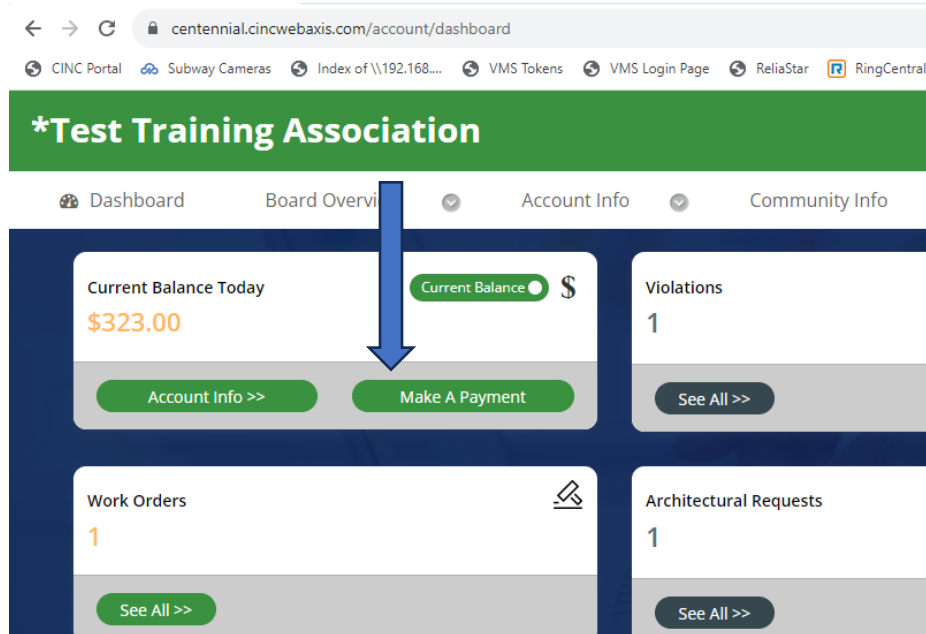 centennial.cincwebaxis.com/account/dashboard
CINC Portal Subway Cameras Index of \\192.168.... VMS Tokens VMS Login Page ReliaStar RingCentral
*Test Training Association
Dashboard Board Overvi Account Info Community Info
Current Balance Today Current Balance $ Violations
$323.00 1
Account Info >> Make A Payment See All >>
Work Orders Architectural Requests
1 1
See All >> See All >>